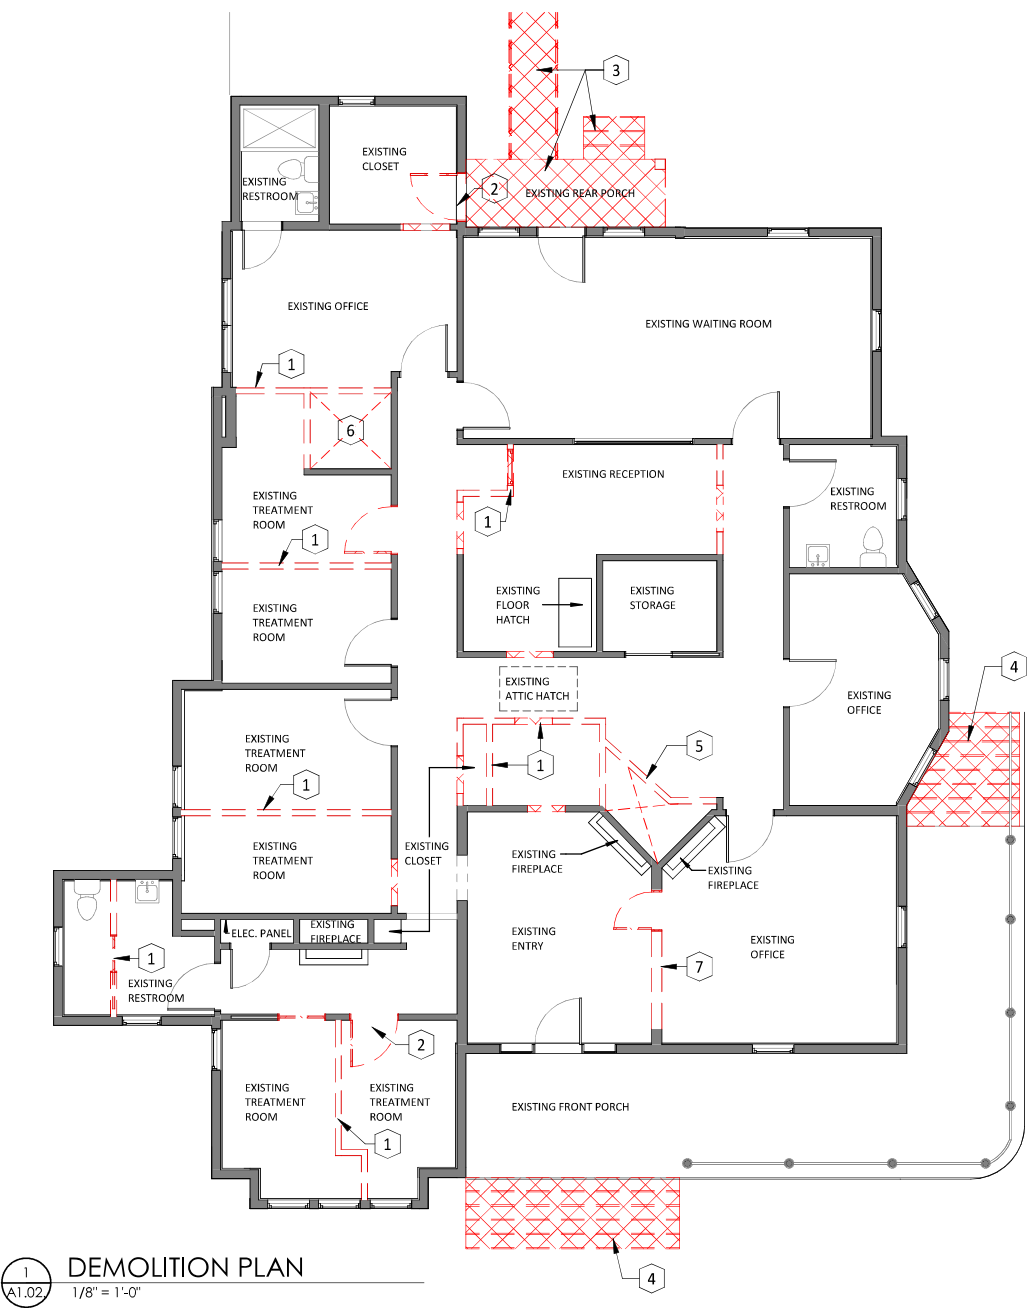 3
EXISTING
CLOSET
EXISTING
RESTROOM
2
EXISTING REAR PORCH
EXISTING OFFICE
EXISTING WAITING ROOM
1
6
EXISTING RECEPTION
EXISTING
TREATMENT
ROOM
EXISTING
RESTROOM
1
1
EXISTING
FLOOR
HATCH
EXISTING
STORAGE
EXISTING
TREATMENT
ROOM
4
EXISTING
ATTIC HATCH
EXISTING
OFFICE
EXISTING
TREATMENT
ROOM
5
1
1
EXISTING
TREATMENT
ROOM
EXISTING
CLOSET
EXISTING
FIREPLACE
EXISTING
FIREPLACE
ELEC. PANEL
EXISTING
FIREPLACE
EXISTING
ENTRY
EXISTING
OFFICE
1
EXISTING
RESTROOM
7
2
EXISTING
TREATMENT
ROOM
EXISTING
TREATMENT
ROOM
EXISTING FRONT PORCH
1
4
1
A1.02
DEMOLITION PLAN
1/8" = 1'-0"